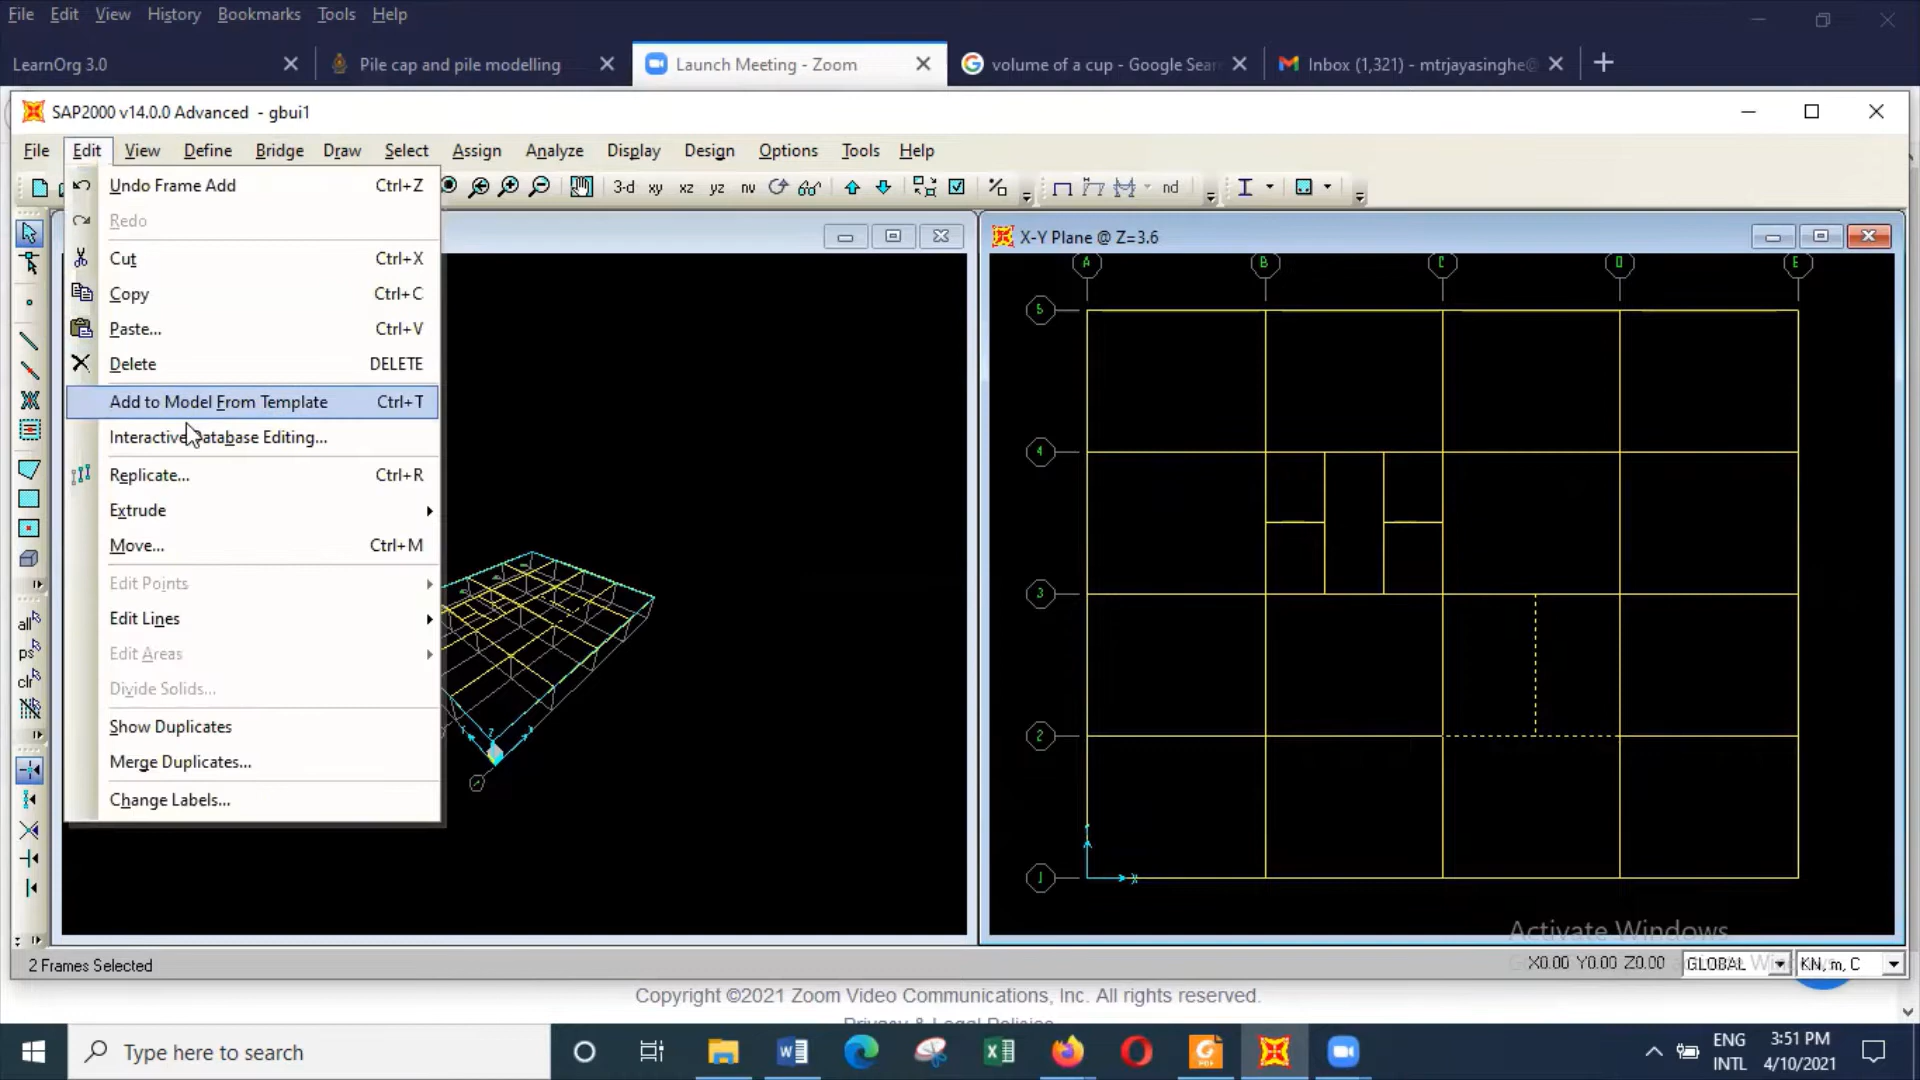 File Edit View History Bookmarks Tools Help
LearnOrg 3.0
Pile cap and pile modelling
Launch Meeting - Zoom
volume of a cup - Google Sear
Inbox (1,321) - mtrjayasinghe@
SAP2000 v14.0.0 Advanced - gbui1
File Edit View Define Bridge Draw Select Assign Analyze Display Design Options Tools Help
3-d xy xz yz nv nd
Undo Frame Add Ctrl+Z
Redo
Cut Ctrl+X
Copy Ctrl+C
Paste... Ctrl+V
Delete DELETE
Add to Model From Template Ctrl+T
Interactive Database Editing...
Replicate... Ctrl+R
Extrude
Move... Ctrl+M
Edit Points
Edit Lines
Edit Areas
Divide Solids...
Show Duplicates
Merge Duplicates...
Change Labels...
all
ps
clr
Z
X-Y Plane @ Z=3.6
A B C D E
5
4
3
2
1
X
Activate Windows
2 Frames Selected
X0.00 Y0.00 Z0.00
GLOBAL
KN, m, C
Copyright ©2021 Zoom Video Communications, Inc. All rights reserved.
Privacy & Legal Policies
Type here to search
ENG
INTL
3:51 PM
4/10/2021